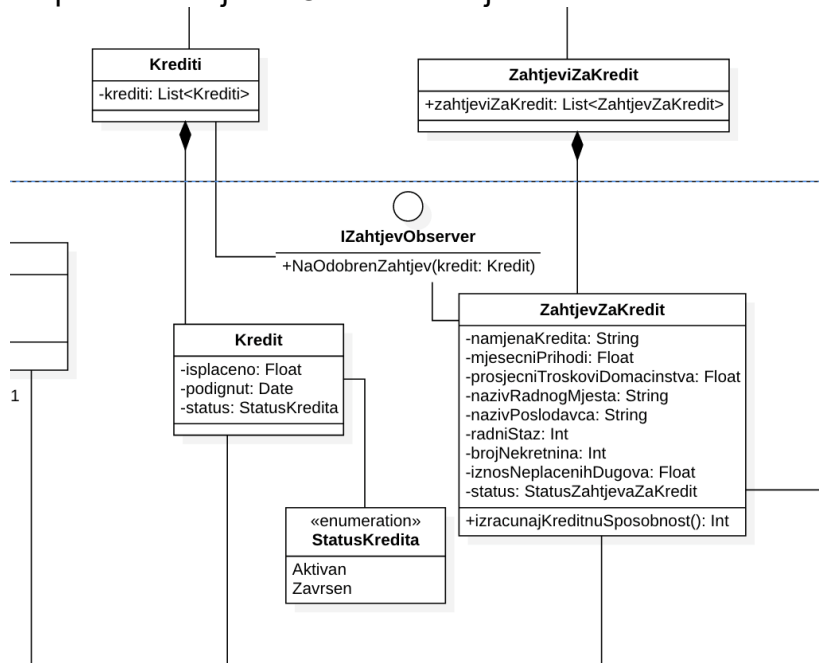 Krediti
-krediti: List<Krediti>
ZahtjeviZaKredit
+zahtjeviZaKredit: List<ZahtjevZaKredit>
IZahtjevObserver
+NaOdobrenZahtjev(kredit: Kredit)
Kredit
-isplaceno: Float
-podignut: Date
-status: StatusKredita
1
«enumeration»
StatusKredita
Aktivan
Zavrsen
ZahtjevZaKredit
-namjenaKredita: String
-mjesecniPrihodi: Float
-prosjecniTroskoviDomacinstva: Float
-nazivRadnogMjesta: String
-nazivPoslodavca: String
-radniStaz: Int
-brojNekretnina: Int
-iznosNeplacenihDugova: Float
-status: StatusZahtjevaZaKredit
+izracunajKreditnuSposobnost(): Int